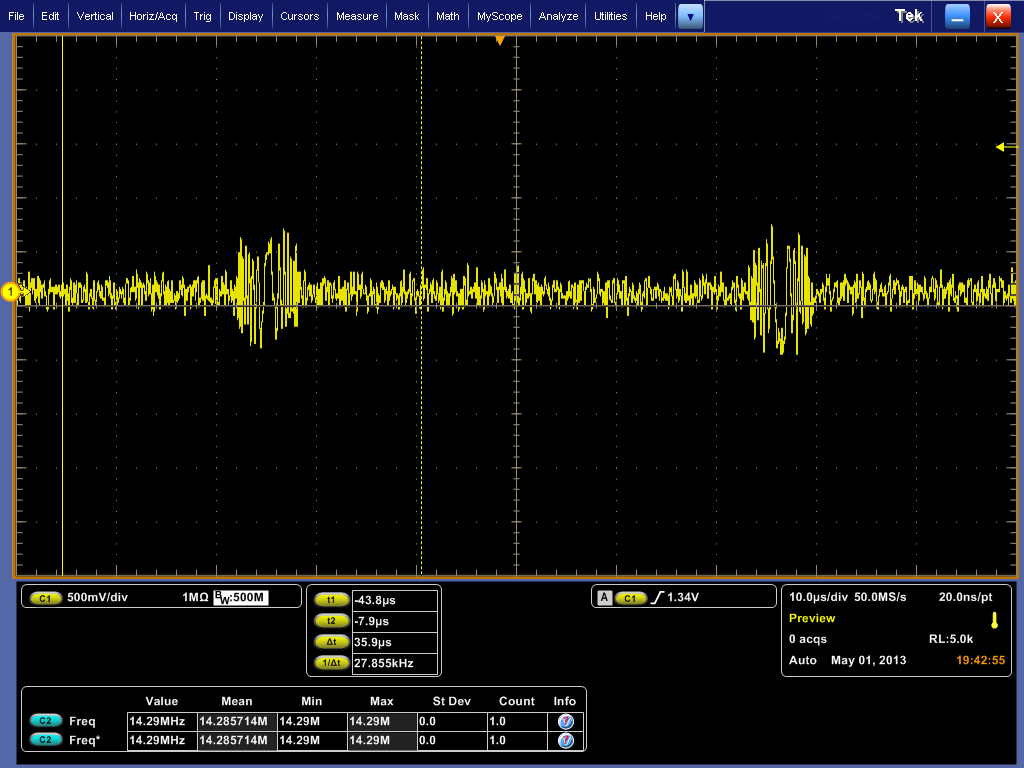 File Edit Vertical Horiz/Acq Trig Display Cursors Measure Mask Math MyScope Analyze Utilities Help Tek X
1
C1 500mV/div 1MΩ BW:500M
t1 -43.8µs
t2 -7.9µs
Δt 35.9µs
1/Δt 27.855kHz
A C1 1.34V
10.0µs/div 50.0MS/s 20.0ns/pt
Preview
0 acqs RL:5.0k
Auto May 01, 2013 19:42:55
Value Mean Min Max St Dev Count Info
C2 Freq 14.29MHz 14.285714M 14.29M 14.29M 0.0 1.0
C2 Freq* 14.29MHz 14.285714M 14.29M 14.29M 0.0 1.0